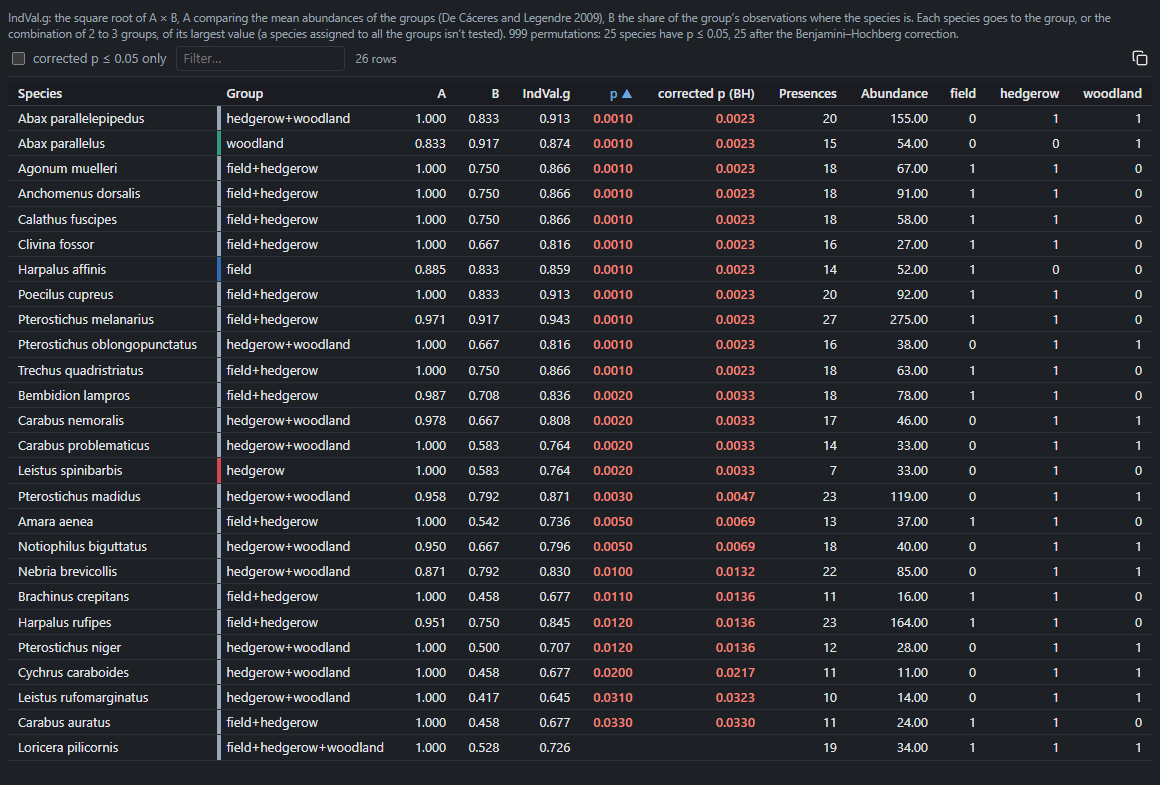 IndVal.g: the square root of A × B, A comparing the mean abundances of the groups (De Cáceres and Legendre 2009), B the share of the group’s observations where the species is. Each species goes to the group, or the
combination of 2 to 3 groups, of its largest value (a species assigned to all the groups isn’t tested). 999 permutations: 25 species have p ≤ 0.05, 25 after the Benjamini–Hochberg correction.
corrected p ≤ 0.05 only Filter... 26 rows
Species Group A B IndVal.g p ▲ corrected p (BH) Presences Abundance field hedgerow woodland
Abax parallelepipedus hedgerow+woodland 1.000 0.833 0.913 0.0010 0.0023 20 155.00 0 1 1
Abax parallelus woodland 0.833 0.917 0.874 0.0010 0.0023 15 54.00 0 0 1
Agonum muelleri field+hedgerow 1.000 0.750 0.866 0.0010 0.0023 18 67.00 1 1 0
Anchomenus dorsalis field+hedgerow 1.000 0.750 0.866 0.0010 0.0023 18 91.00 1 1 0
Calathus fuscipes field+hedgerow 1.000 0.750 0.866 0.0010 0.0023 18 58.00 1 1 0
Clivina fossor field+hedgerow 1.000 0.667 0.816 0.0010 0.0023 16 27.00 1 1 0
Harpalus affinis field 0.885 0.833 0.859 0.0010 0.0023 14 52.00 1 0 0
Poecilus cupreus field+hedgerow 1.000 0.833 0.913 0.0010 0.0023 20 92.00 1 1 0
Pterostichus melanarius field+hedgerow 0.971 0.917 0.943 0.0010 0.0023 27 275.00 1 1 0
Pterostichus oblongopunctatus hedgerow+woodland 1.000 0.667 0.816 0.0010 0.0023 16 38.00 0 1 1
Trechus quadristriatus field+hedgerow 1.000 0.750 0.866 0.0010 0.0023 18 63.00 1 1 0
Bembidion lampros field+hedgerow 0.987 0.708 0.836 0.0020 0.0033 18 78.00 1 1 0
Carabus nemoralis hedgerow+woodland 0.978 0.667 0.808 0.0020 0.0033 17 46.00 0 1 1
Carabus problematicus hedgerow+woodland 1.000 0.583 0.764 0.0020 0.0033 14 33.00 0 1 1
Leistus spinibarbis hedgerow 1.000 0.583 0.764 0.0020 0.0033 7 33.00 0 1 0
Pterostichus madidus hedgerow+woodland 0.958 0.792 0.871 0.0030 0.0047 23 119.00 0 1 1
Amara aenea field+hedgerow 1.000 0.542 0.736 0.0050 0.0069 13 37.00 1 1 0
Notiophilus biguttatus hedgerow+woodland 0.950 0.667 0.796 0.0050 0.0069 18 40.00 0 1 1
Nebria brevicollis hedgerow+woodland 0.871 0.792 0.830 0.0100 0.0132 22 85.00 0 1 1
Brachinus crepitans field+hedgerow 1.000 0.458 0.677 0.0110 0.0136 11 16.00 1 1 0
Harpalus rufipes field+hedgerow 0.951 0.750 0.845 0.0120 0.0136 23 164.00 1 1 0
Pterostichus niger hedgerow+woodland 1.000 0.500 0.707 0.0120 0.0136 12 28.00 0 1 1
Cychrus caraboides hedgerow+woodland 1.000 0.458 0.677 0.0200 0.0217 11 11.00 0 1 1
Leistus rufomarginatus hedgerow+woodland 1.000 0.417 0.645 0.0310 0.0323 10 14.00 0 1 1
Carabus auratus field+hedgerow 1.000 0.458 0.677 0.0330 0.0330 11 24.00 1 1 0
Loricera pilicornis field+hedgerow+woodland 1.000 0.528 0.726 19 34.00 1 1 1